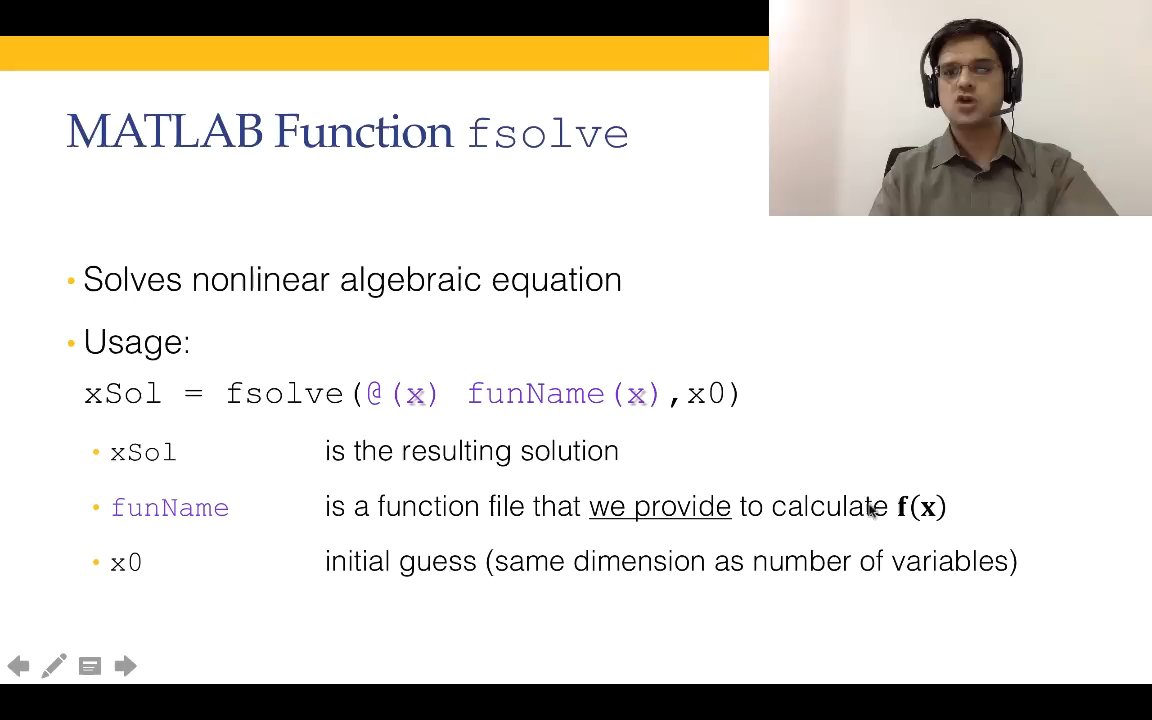 MATLAB Function fsolve
• Solves nonlinear algebraic equation
• Usage:
xSol = fsolve(@(x) funName(x),x0)
• xSol is the resulting solution
• funName is a function file that we provide to calculate f(x)
• x0 initial guess (same dimension as number of variables)